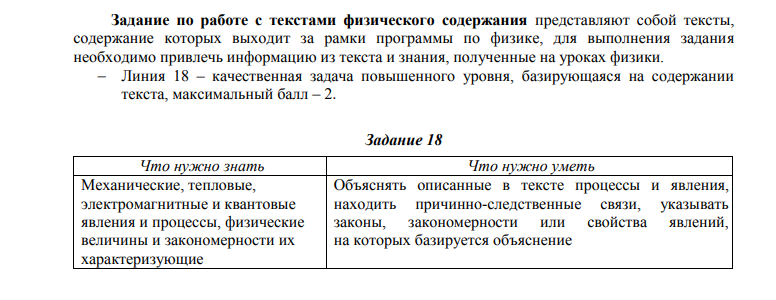 Задание по работе с текстами физического содержания представляют собой тексты,
содержание которых выходит за рамки программы по физике, для выполнения задания
необходимо привлечь информацию из текста и знания, полученные на уроках физики.
– Линия 18 – качественная задача повышенного уровня, базирующаяся на содержании
текста, максимальный балл – 2.
Задание 18
Что нужно знать
Что нужно уметь
Механические, тепловые,
электромагнитные и квантовые
явления и процессы, физические
величины и закономерности их
характеризующие
Объяснять описанные в тексте процессы и явления,
находить причинно-следственные связи, указывать
законы, закономерности или свойства явлений,
на которых базируется объяснение